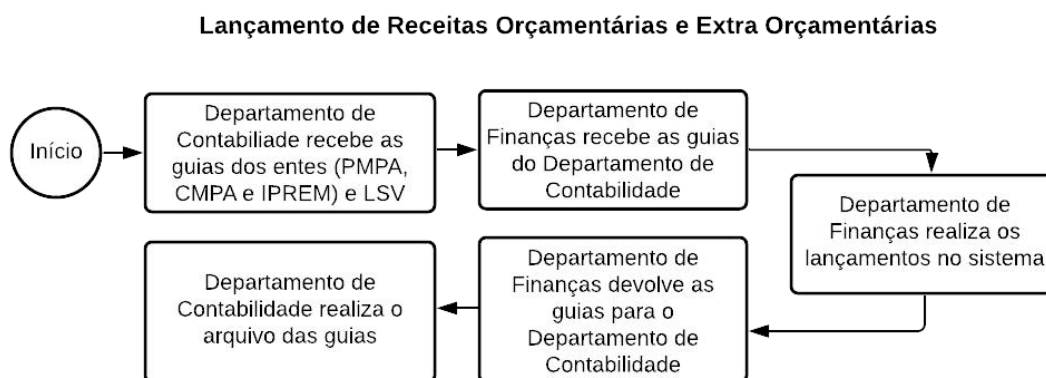 Lançamento de Receitas Orçamentárias e Extra Orçamentárias
Início
Departamento de
Contabiliade recebe as
guias dos entes (PMPA,
CMPA e IPREM) e LSV
Departamento de
Finanças recebe as guias
do Departamento de
Contabilidade
Departamento de
Finanças realiza os
lançamentos no sistema
Departamento de
Finanças devolve as
guias para o
Departamento de
Contabilidade
Departamento de
Contabilidade realiza o
arquivo das guias